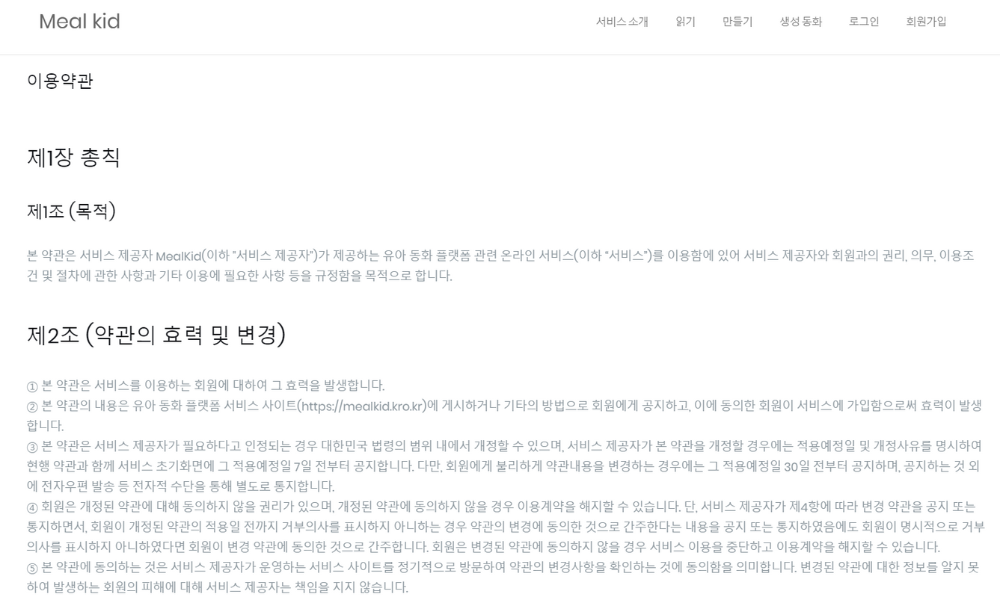 Meal kid
서비스 소개 읽기 만들기 생성 동화 로그인 회원가입
이용약관
제1장 총칙
제1조 (목적)
본 약관은 서비스 제공자 MealKid(이하 "서비스 제공자")가 제공하는 유아 동화 플랫폼 관련 온라인 서비스(이하 “서비스”)를 이용함에 있어 서비스 제공자와 회원과의 권리, 의무, 이용조
건 및 절차에 관한 사항과 기타 이용에 필요한 사항 등을 규정함을 목적으로 합니다.
제2조 (약관의 효력 및 변경)
① 본 약관은 서비스를 이용하는 회원에 대하여 그 효력을 발생합니다.
② 본 약관의 내용은 유아 동화 플랫폼 서비스 사이트(https://mealkid.kro.kr)에 게시하거나 기타의 방법으로 회원에게 공지하고, 이에 동의한 회원이 서비스에 가입함으로써 효력이 발생
합니다.
③ 본 약관은 서비스 제공자가 필요하다고 인정되는 경우 대한민국 법령의 범위 내에서 개정할 수 있으며, 서비스 제공자가 본 약관을 개정할 경우에는 적용예정일 및 개정사유를 명시하여
현행 약관과 함께 서비스 초기화면에 그 적용예정일 7일 전부터 공지합니다. 다만, 회원에게 불리하게 약관내용을 변경하는 경우에는 그 적용예정일 30일 전부터 공지하며, 공지하는 것 외
에 전자우편 발송 등 전자적 수단을 통해 별도로 통지합니다.
④ 회원은 개정된 약관에 대해 동의하지 않을 권리가 있으며, 개정된 약관에 동의하지 않을 경우 이용계약을 해지할 수 있습니다. 단, 서비스 제공자가 제4항에 따라 변경 약관을 공지 또는
통지하면서, 회원이 개정된 약관의 적용일 전까지 거부의사를 표시하지 아니하는 경우 약관의 변경에 동의한 것으로 간주한다는 내용을 공지 또는 통지하였음에도 회원이 명시적으로 거부
의사를 표시하지 아니하였다면 회원이 변경 약관에 동의한 것으로 간주합니다. 회원은 변경된 약관에 동의하지 않을 경우 서비스 이용을 중단하고 이용계약을 해지할 수 있습니다.
⑤ 본 약관에 동의하는 것은 서비스 제공자가 운영하는 서비스 사이트를 정기적으로 방문하여 약관의 변경사항을 확인하는 것에 동의함을 의미합니다. 변경된 약관에 대한 정보를 알지 못
하여 발생하는 회원의 피해에 대해 서비스 제공자는 책임을 지지 않습니다.